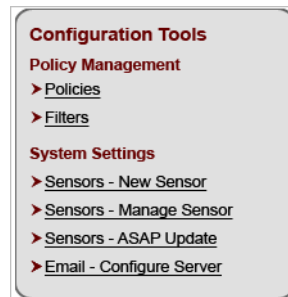 Configuration Tools
Policy Management
Policies
Filters
System Settings
Sensors - New Sensor
Sensors - Manage Sensor
Sensors - ASAP Update
Email - Configure Server